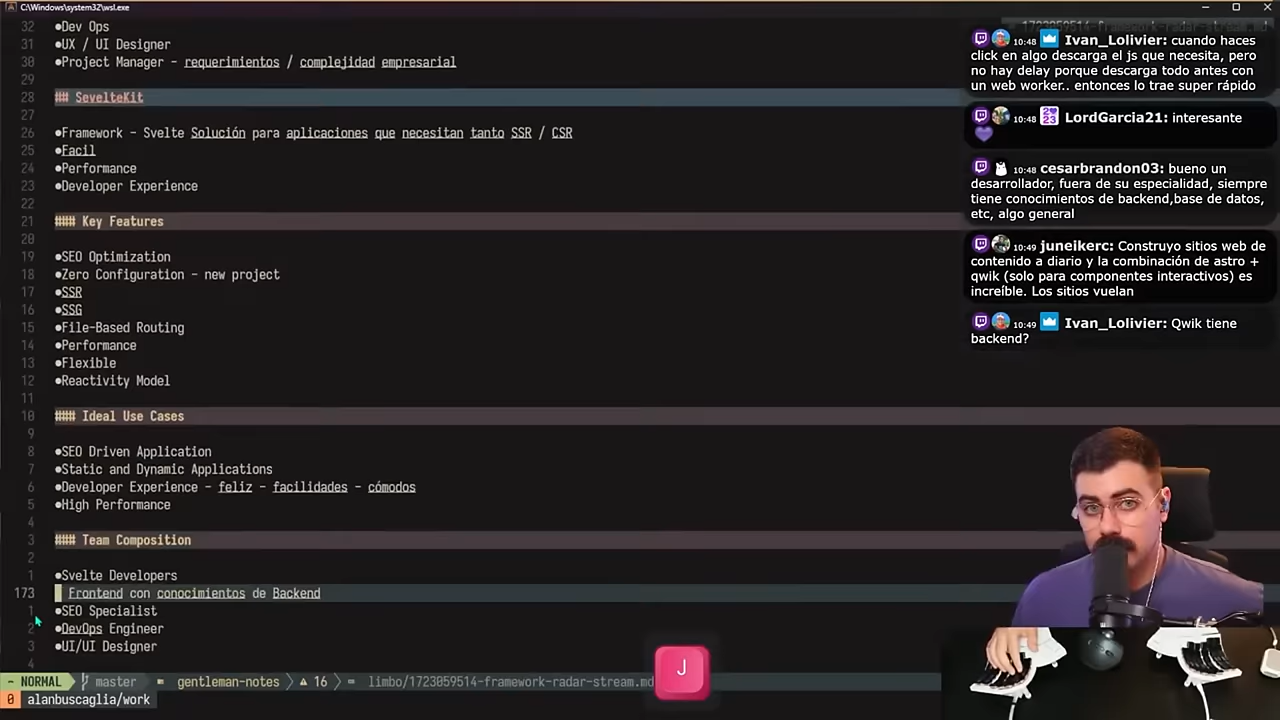 C:\Windows\system32\wsl.exe
32 •Dev Ops
31 •UX / UI Designer
30 •Project Manager - requerimientos / complejidad empresarial
29
28 ## SevelteKit
27
26 •Framework - Svelte Solución para aplicaciones que necesitan tanto SSR / CSR
25 •Facil
24 •Performance
23 •Developer Experience
22
21 ### Key Features
20
19 •SEO Optimization
18 •Zero Configuration - new project
17 •SSR
16 •SSG
15 •File-Based Routing
14 •Performance
13 •Flexible
12 •Reactivity Model
11
10 ### Ideal Use Cases
9
8 •SEO Driven Application
7 •Static and Dynamic Applications
6 •Developer Experience - feliz - facilidades - cómodos
5 •High Performance
4
3 ### Team Composition
2
1 •Svelte Developers
173 Frontend con conocimientos de Backend
1 •SEO Specialist
2 •DevOps Engineer
3 •UI/UI Designer
4
- NORMAL master gentleman-notes 16 limbo/1723059514-framework-radar-stream.md
0 alanbuscaglia/work
J
10:48 Ivan_Lolivier: cuando haces
click en algo descarga el js que necesita, pero
no hay delay porque descarga todo antes con
un web worker.. entonces lo trae super rápido
10:48 LordGarcia21: interesante
10:48 cesarbrandon03: bueno un
desarrollador, fuera de su especialidad, siempre
tiene conocimientos de backend,base de datos,
etc, algo general
10:49 juneikerc: Construyo sitios web de
contenido a diario y la combinación de astro +
qwik (solo para componentes interactivos) es
increíble. Los sitios vuelan
10:49 Ivan_Lolivier: Qwik tiene
backend?